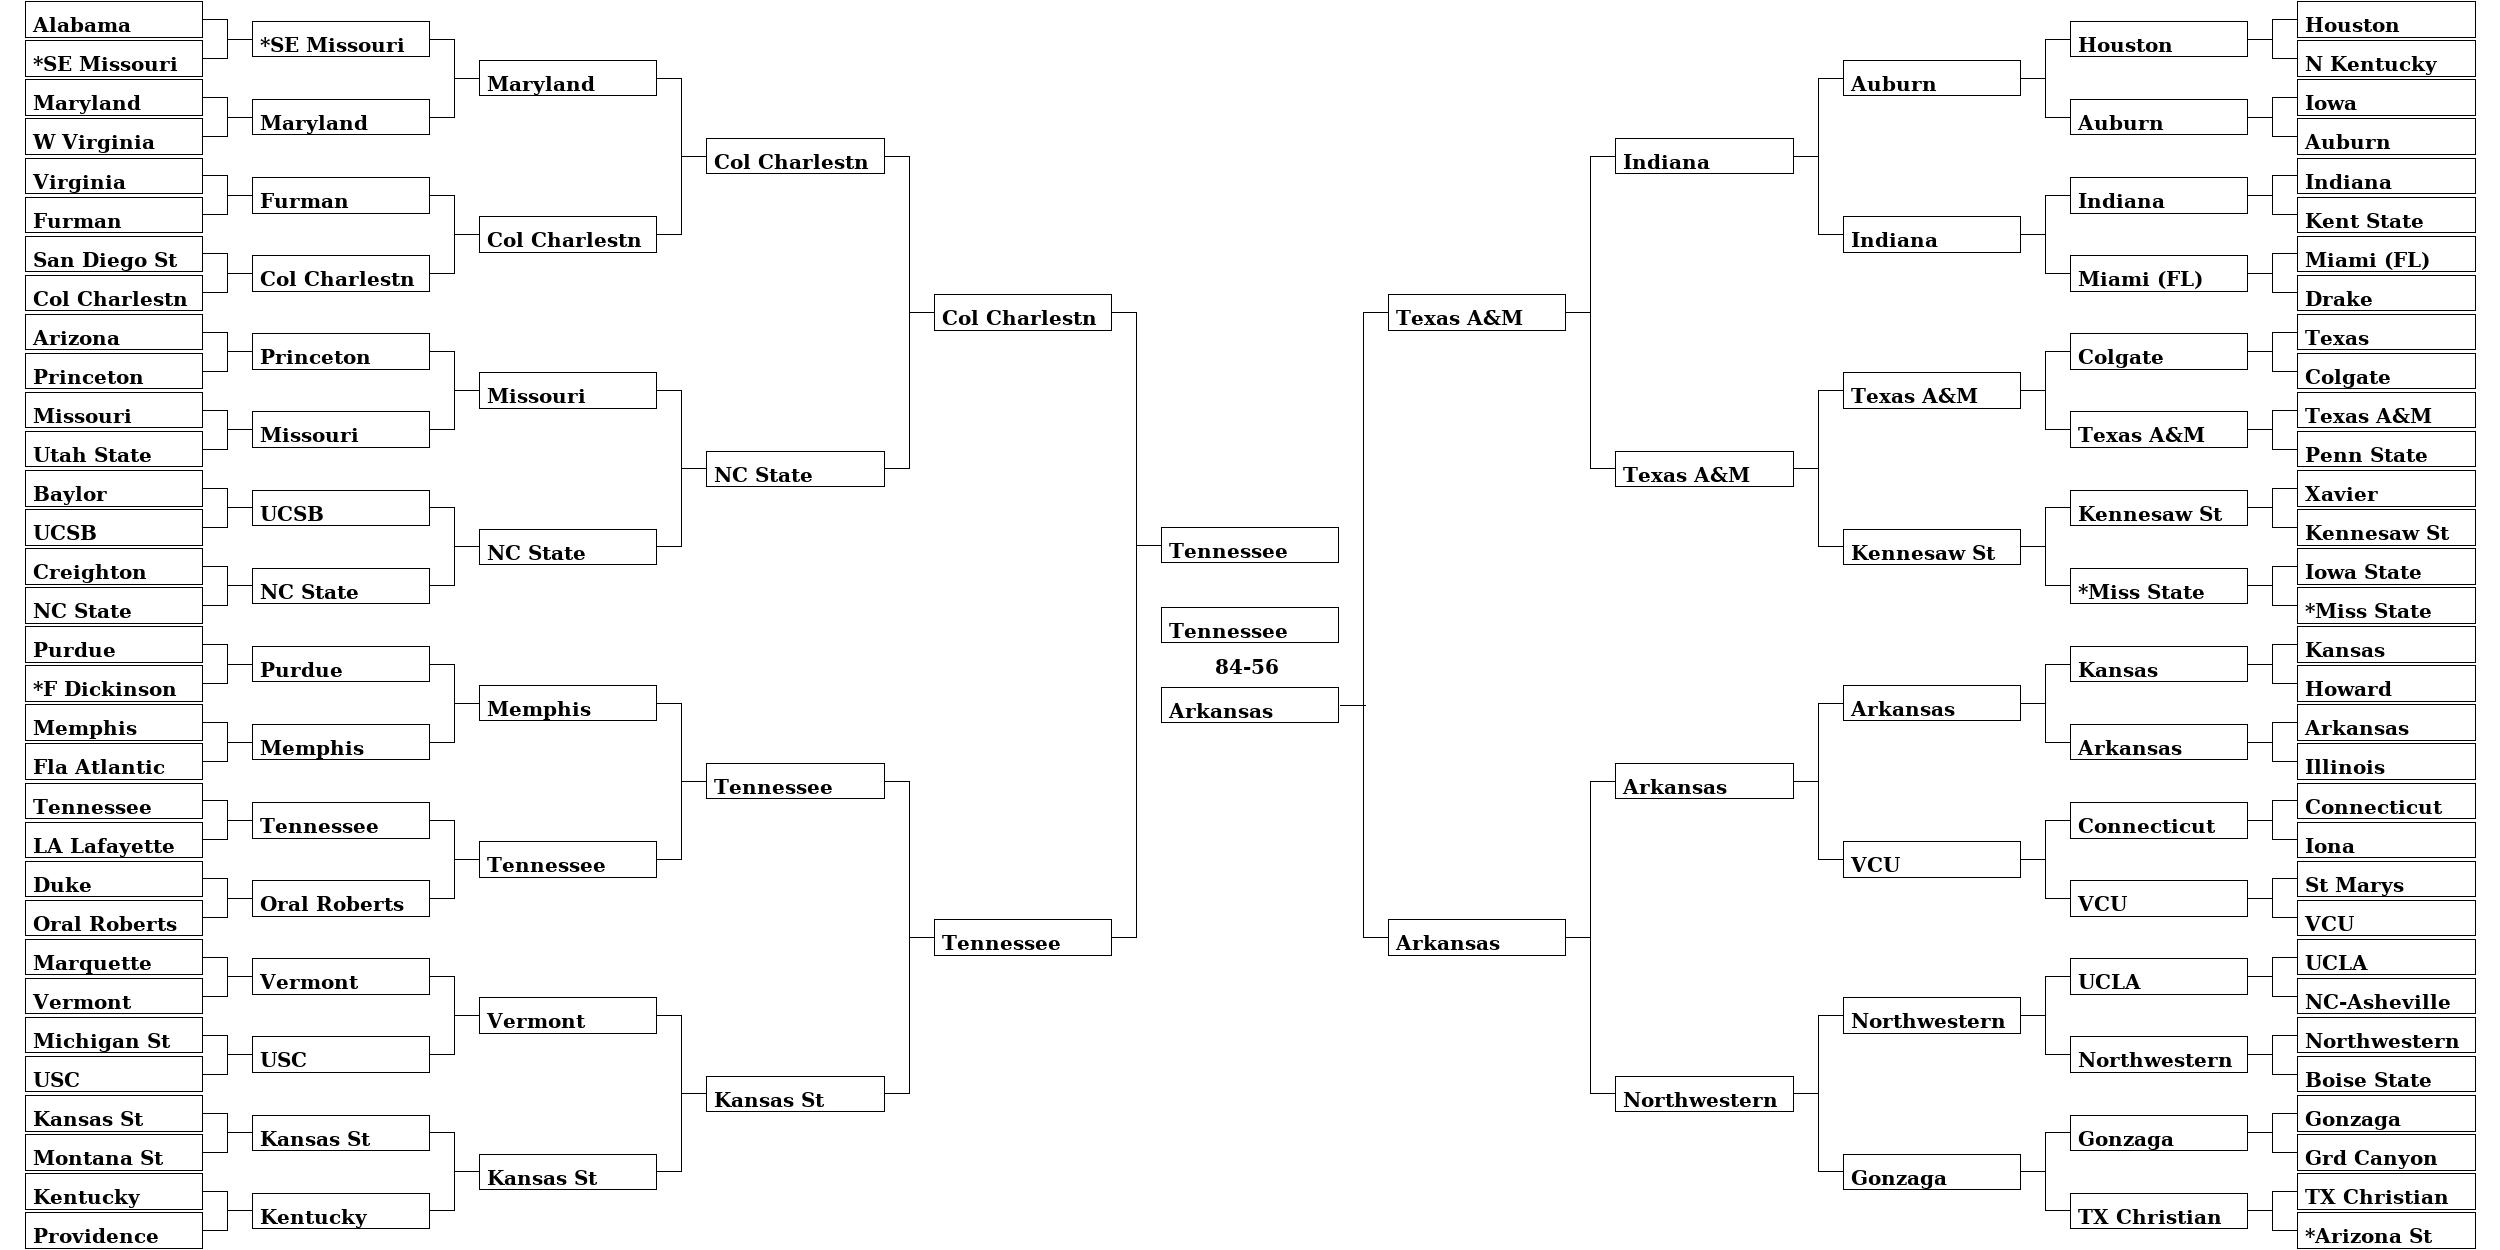 Alabama
*SE Missouri
Maryland
W Virginia
Virginia
Furman
San Diego St
Col Charlestn
Arizona
Princeton
Missouri
Utah State
Baylor
UCSB
Creighton
NC State
Purdue
*F Dickinson
Memphis
Fla Atlantic
Tennessee
LA Lafayette
Duke
Oral Roberts
Marquette
Vermont
Michigan St
USC
Kansas St
Montana St
Kentucky
Providence
*SE Missouri
Maryland
Furman
Col Charlestn
Princeton
Missouri
UCSB
NC State
Purdue
Memphis
Tennessee
Oral Roberts
Vermont
USC
Kansas St
Kentucky
Maryland
Col Charlestn
Missouri
NC State
Memphis
Tennessee
Vermont
Kansas St
Col Charlestn
NC State
Tennessee
Kansas St
Col Charlestn
Tennessee
Tennessee
Tennessee
84-56
Arkansas
Texas A&M
Arkansas
Indiana
Texas A&M
Arkansas
Northwestern
Auburn
Indiana
Texas A&M
Kennesaw St
Arkansas
VCU
Northwestern
Gonzaga
Houston
Auburn
Indiana
Miami (FL)
Colgate
Texas A&M
Kennesaw St
*Miss State
Kansas
Arkansas
Connecticut
VCU
UCLA
Northwestern
Gonzaga
TX Christian
Houston
N Kentucky
Iowa
Auburn
Indiana
Kent State
Miami (FL)
Drake
Texas
Colgate
Texas A&M
Penn State
Xavier
Kennesaw St
Iowa State
*Miss State
Kansas
Howard
Arkansas
Illinois
Connecticut
Iona
St Marys
VCU
UCLA
NC-Asheville
Northwestern
Boise State
Gonzaga
Grd Canyon
TX Christian
*Arizona St